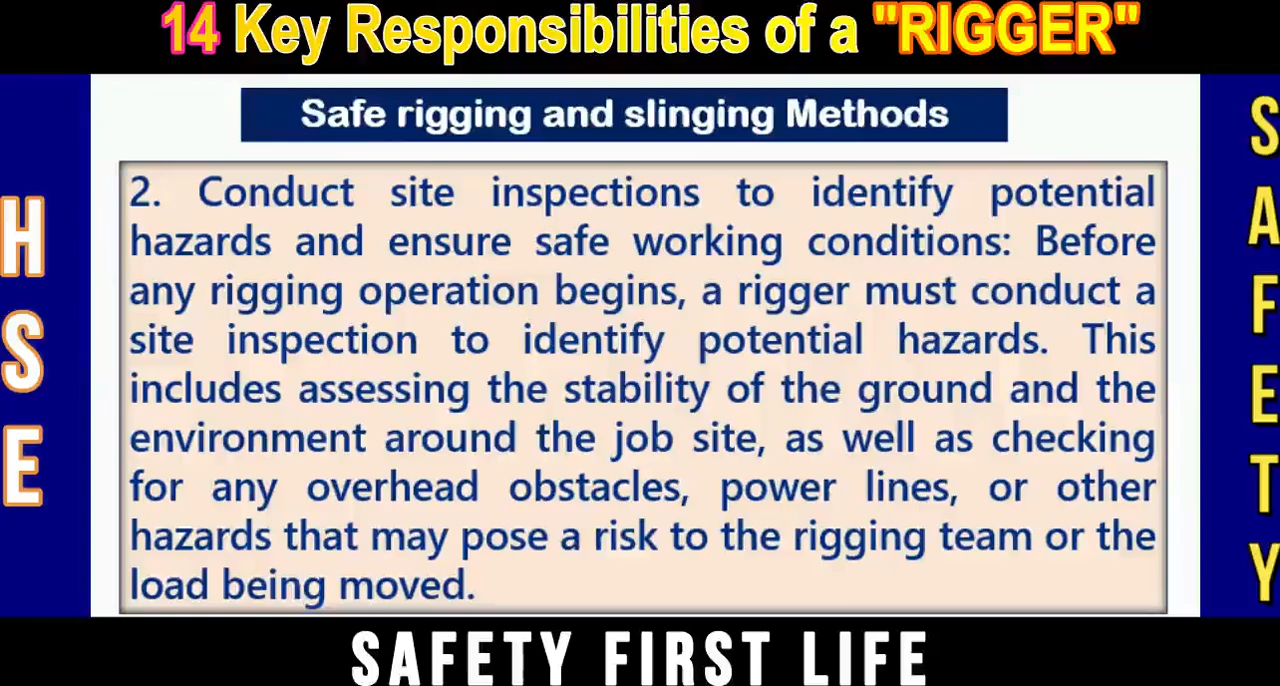 14 Key Responsibilities of a "RIGGER"
Safe rigging and slinging Methods
2. Conduct site inspections to identify potential
hazards and ensure safe working conditions: Before
any rigging operation begins, a rigger must conduct a
site inspection to identify potential hazards. This
includes assessing the stability of the ground and the
environment around the job site, as well as checking
for any overhead obstacles, power lines, or other
hazards that may pose a risk to the rigging team or the
load being moved.
HSE
SAFETY
SAFETY FIRST LIFE